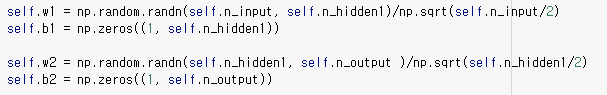 self.w1 = np.random.randn(self.n_input, self.n_hidden1)/np.sqrt(self.n_input/2)
self.b1 = np.zeros((1, self.n_hidden1))
self.w2 = np.random.randn(self.n_hidden1, self.n_output )/np.sqrt(self.n_hidden1/2)
self.b2 = np.zeros((1, self.n_output))